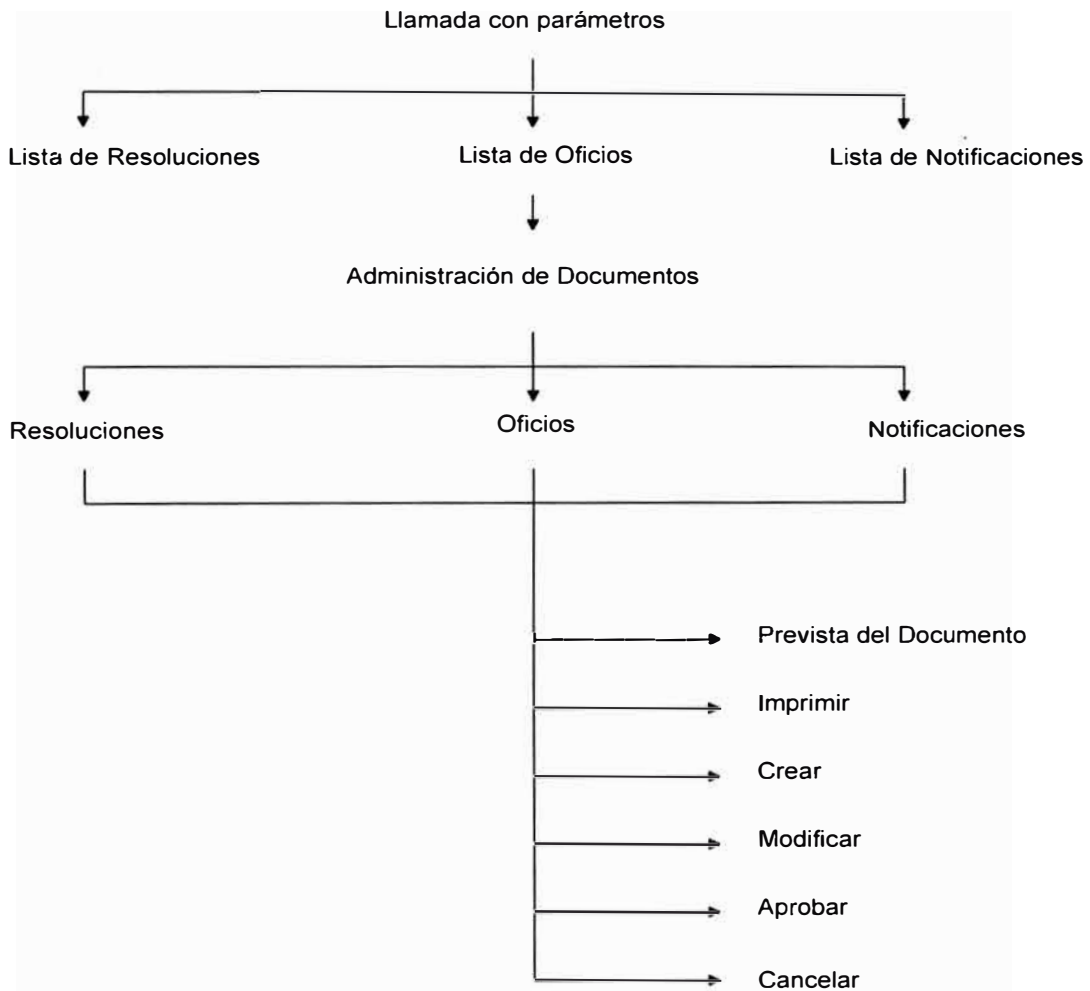 Llamada con parámetros
Lista de Resoluciones
Lista de Oficios
Lista de Notificaciones
Administración de Documentos
Resoluciones
Oficios
Notificaciones
Prevista del Documento
Imprimir
Crear
Modificar
Aprobar
Cancelar